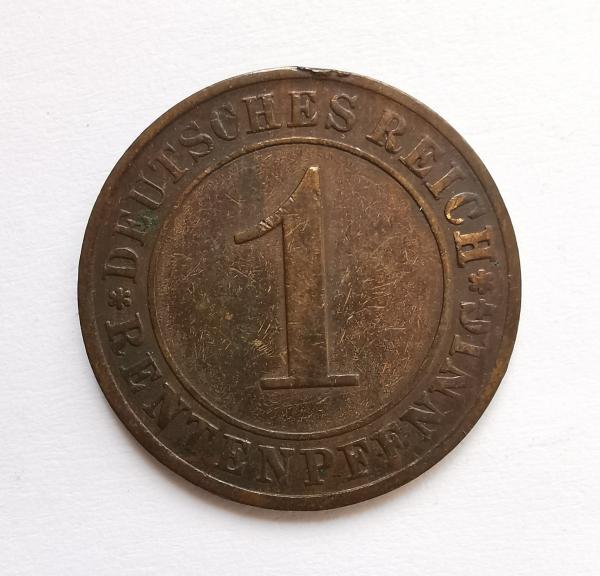 DEUTSCHES REICH
1
* RENTENPFENNIG *